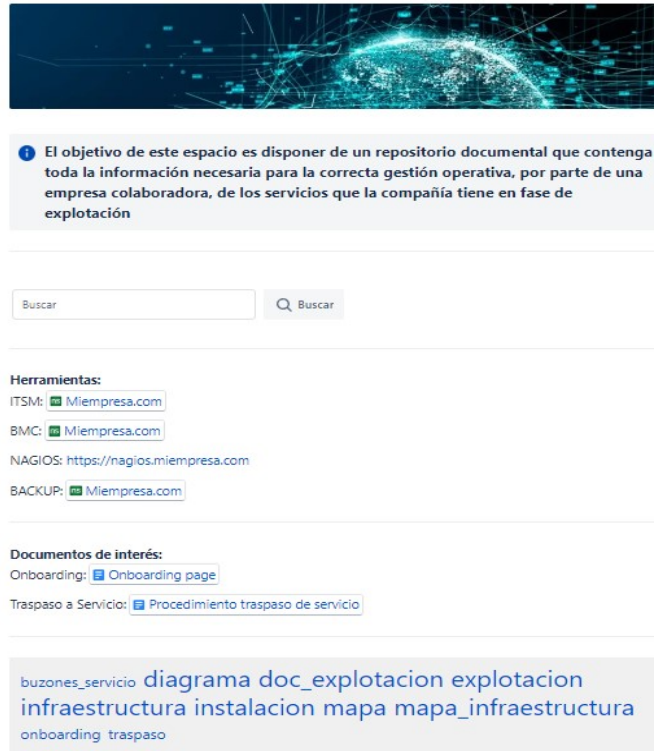 El objetivo de este espacio es disponer de un repositorio documental que contenga
toda la información necesaria para la correcta gestión operativa, por parte de una
empresa colaboradora, de los servicios que la compañía tiene en fase de
explotación
Buscar Buscar
Herramientas:
ITSM: Miempresa.com
BMC: Miempresa.com
NAGIOS: https://nagios.miempresa.com
BACKUP: Miempresa.com
Documentos de interés:
Onboarding: Onboarding page
Traspaso a Servicio: Procedimiento traspaso de servicio
buzones_servicio diagrama doc_explotacion explotacion
infraestructura instalacion mapa mapa_infraestructura
onboarding traspaso